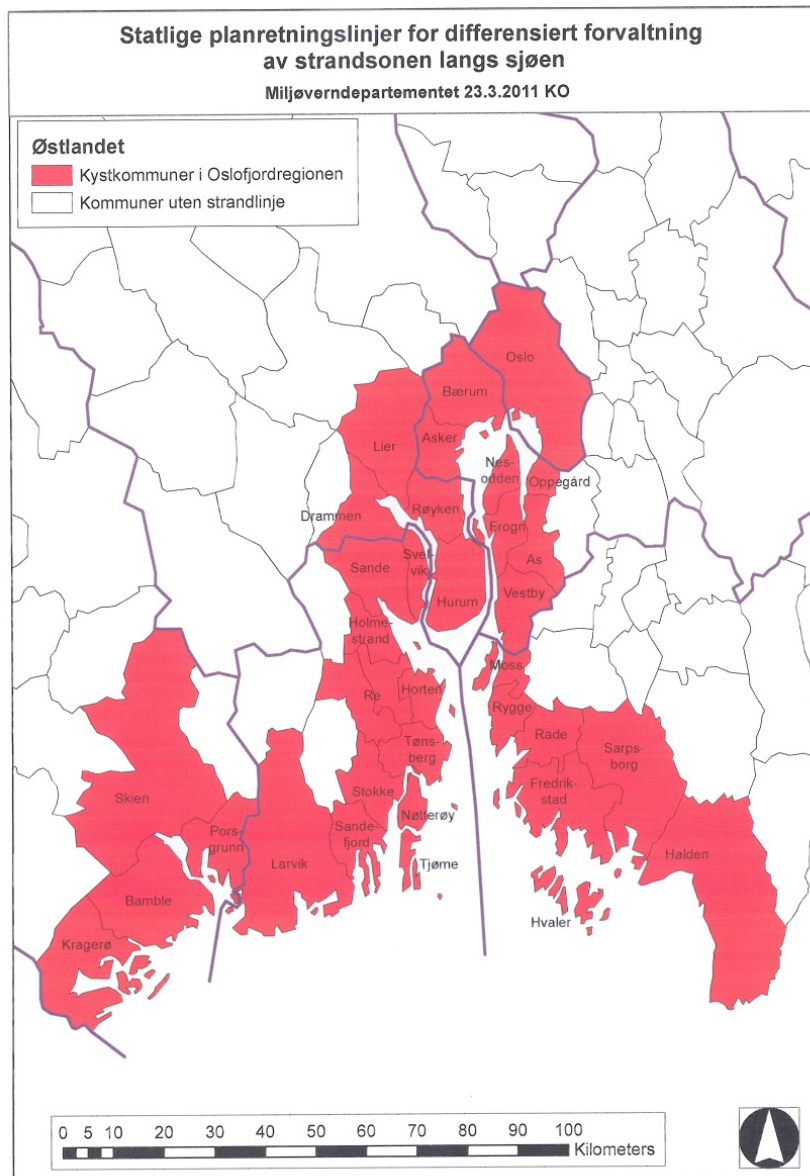 Statlige planretningslinjer for differensiert forvaltning
av strandsonen langs sjøen
Miljøverndepartementet 23.3.2011 KO
Østlandet
Kystkommuner i Oslofjordregionen
Kommuner uten strandlinje
Oslo
Bærum
Asker
Lier
Nes-
odden
Oppegård
Røyken
Drammen
Frogn
Svel-
vik
Ås
Sande
Hurum
Vestby
Holme-
strand
Moss
Re
Horten
Rygge
Rade
Tøns-
berg
Sarps-
borg
Fredrik-
stad
Stokke
Skien
Nøtterøy
Pors-
grunn
Sande-
fjord
Halden
Larvik
Tjøme
Bamble
Hvaler
Kragerø
0 5 10 20 30 40 50 60 70 80 90 100
Kilometers